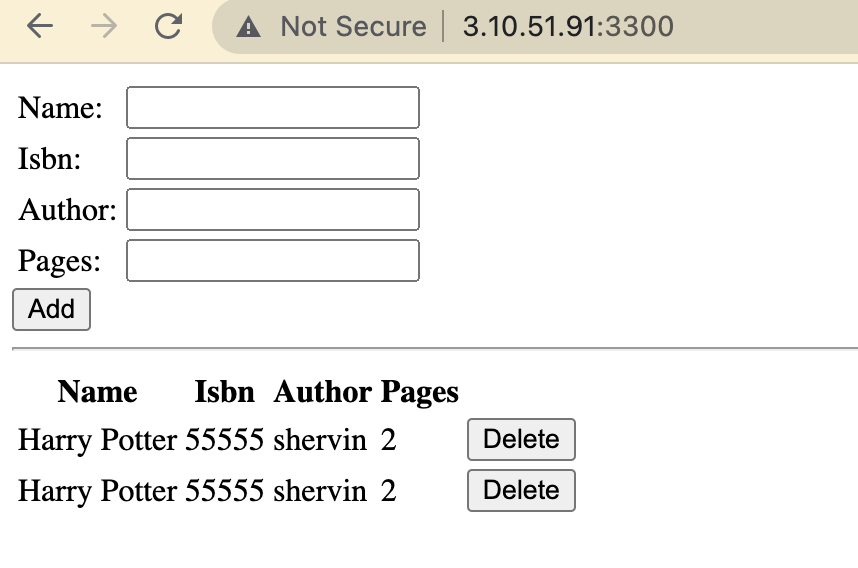 Not Secure 3.10.51.91:3300
Name:
Isbn:
Author:
Pages:
Add
Name Isbn Author Pages
Harry Potter 55555 shervin 2 Delete
Harry Potter 55555 shervin 2 Delete